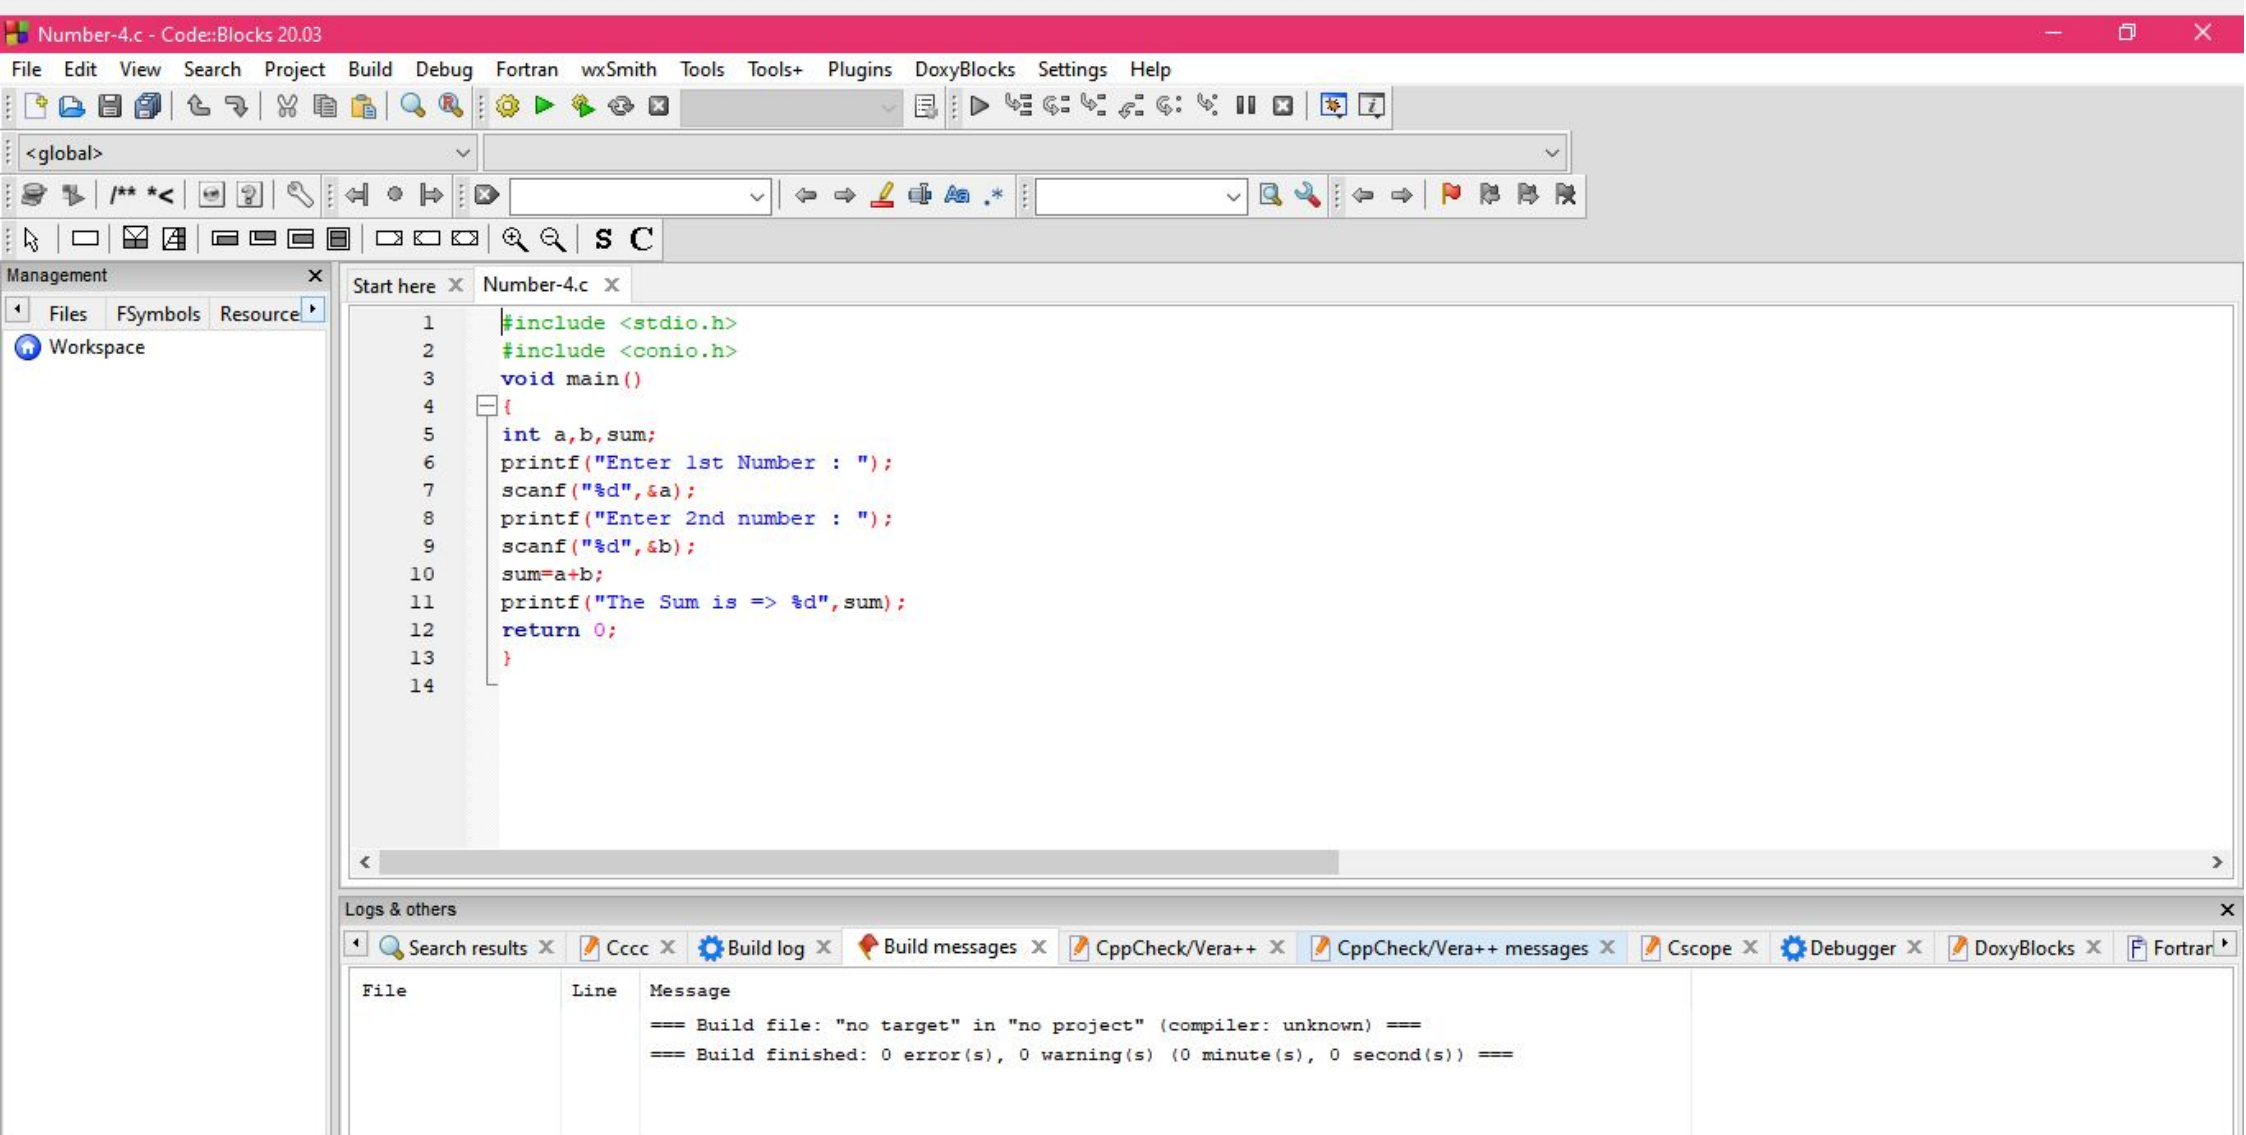 Number-4.c - Code::Blocks 20.03
File Edit View Search Project Build Debug Fortran wxSmith Tools Tools+ Plugins DoxyBlocks Settings Help
<global>
/** *<
Aa .*
S C
Management
Files FSymbols Resource
Workspace
Start here Number-4.c
1 #include <stdio.h>
2 #include <conio.h>
3 void main()
4 {
5 int a,b,sum;
6 printf("Enter 1st Number : ");
7 scanf("%d",&a);
8 printf("Enter 2nd number : ");
9 scanf("%d",&b);
10 sum=a+b;
11 printf("The Sum is => %d",sum);
12 return 0;
13 }
14
Logs & others
Search results Cccc Build log Build messages CppCheck/Vera++ CppCheck/Vera++ messages Cscope Debugger DoxyBlocks Fortran
File Line Message
=== Build file: "no target" in "no project" (compiler: unknown) ===
=== Build finished: 0 error(s), 0 warning(s) (0 minute(s), 0 second(s)) ===